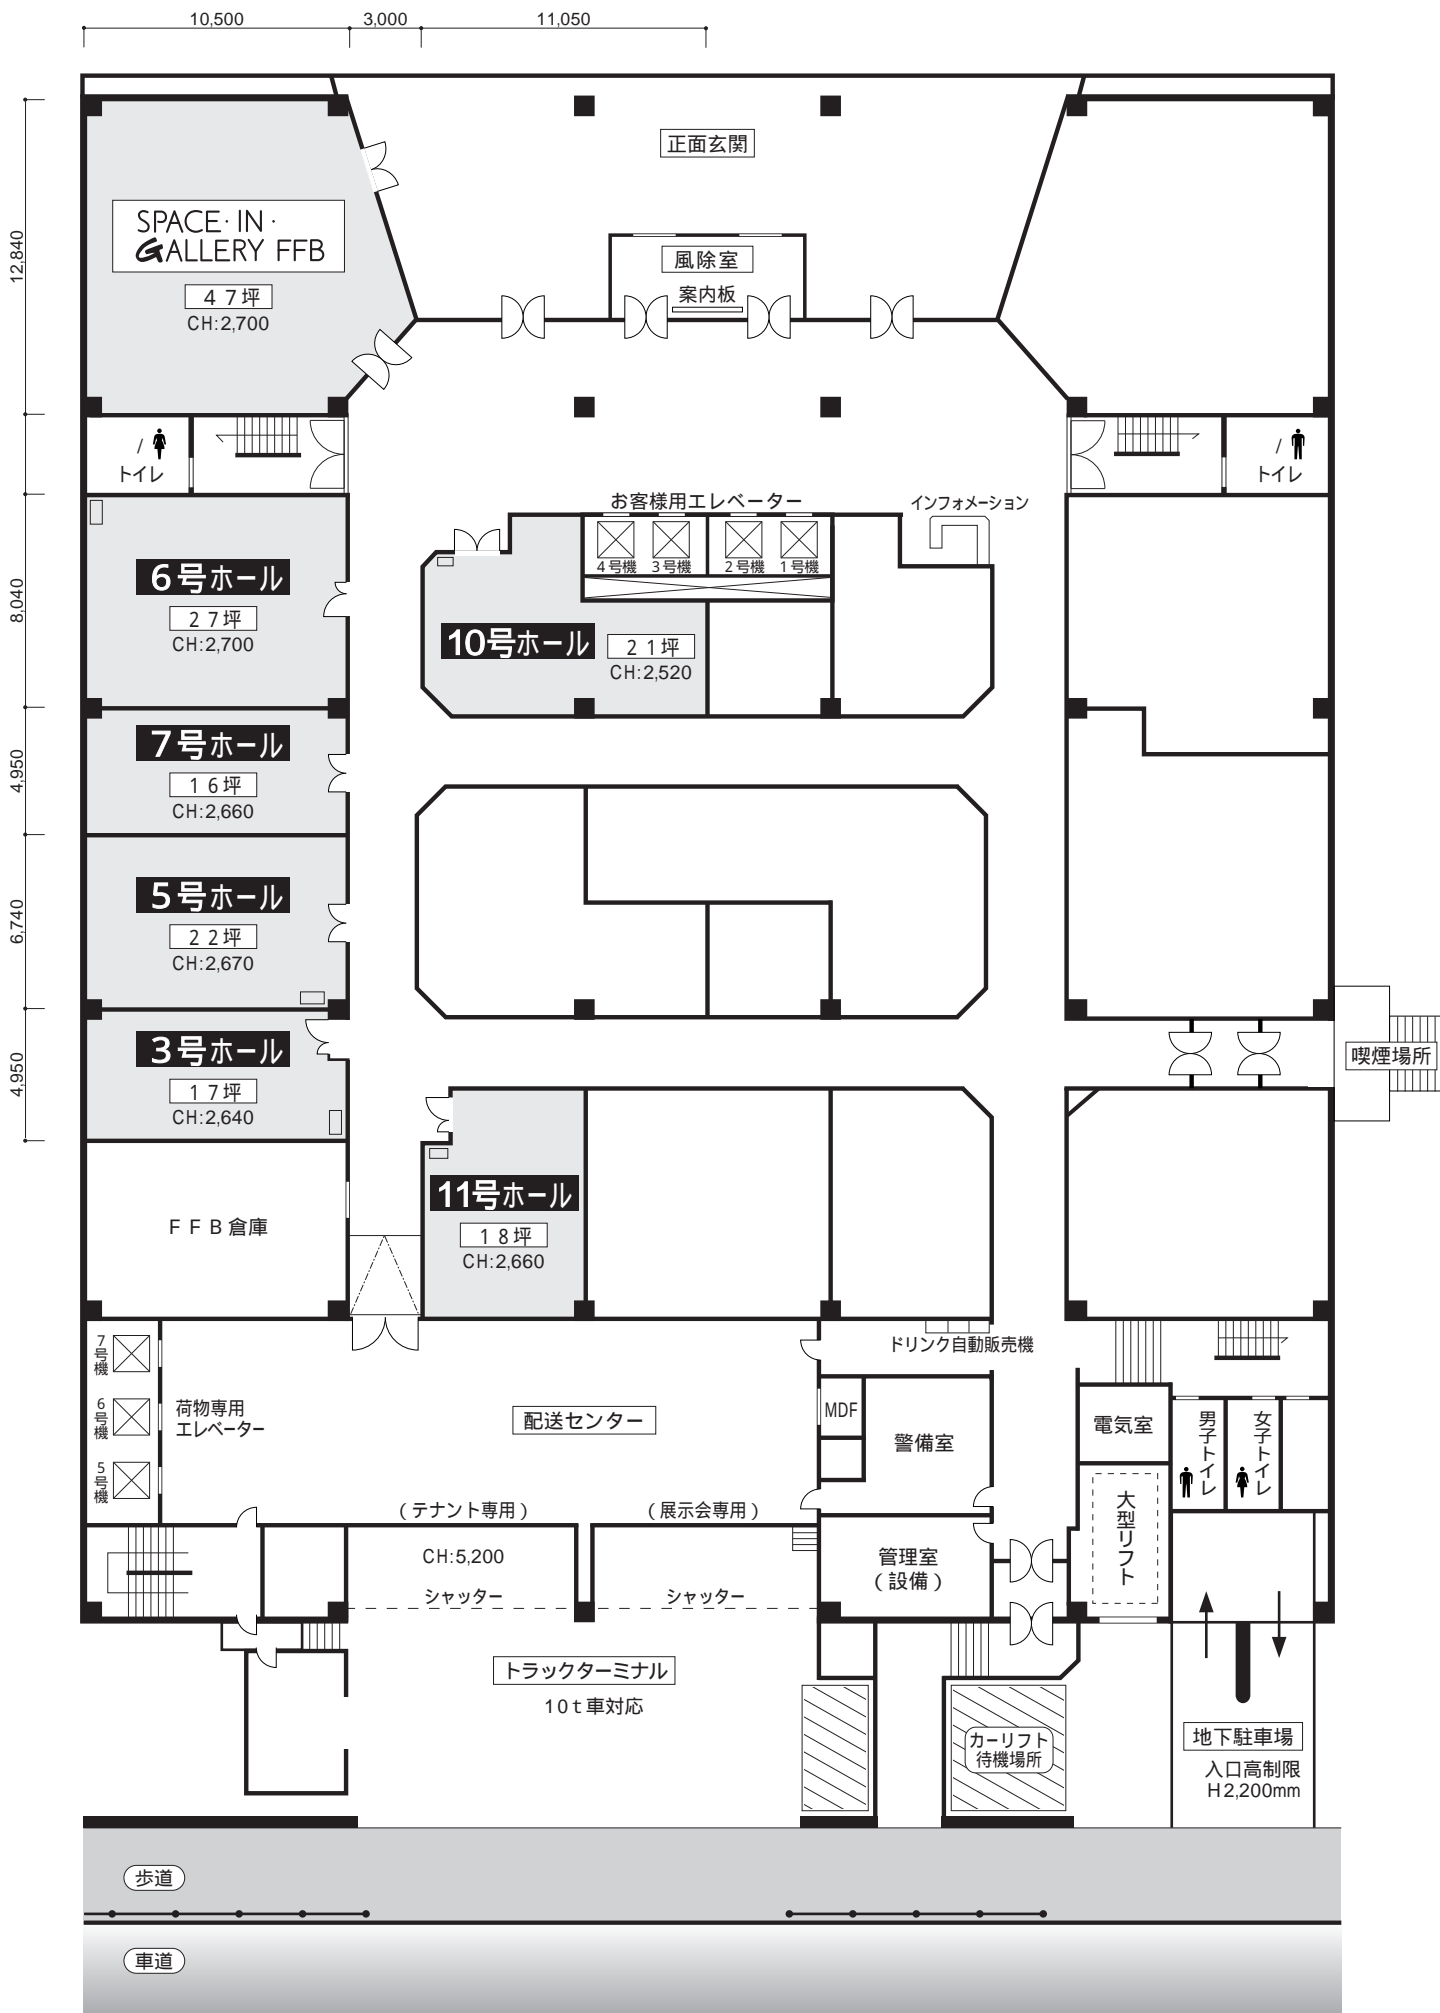 10,500
3,000
11,050
12,840
8,040
4,950
6,740
4,950
正面玄関
SPACE・IN・
GALLERY FFB
47坪
CH:2,700
風除室
案内板
/
トイレ
/
トイレ
お客様用エレベーター
インフォメーション
4号機
3号機
2号機
1号機
6号ホール
27坪
CH:2,700
10号ホール
21坪
CH:2,520
7号ホール
16坪
CH:2,660
5号ホール
22坪
CH:2,670
3号ホール
17坪
CH:2,640
喫煙場所
11号ホール
18坪
CH:2,660
FFB倉庫
7号機
6号機
5号機
荷物専用
エレベーター
配送センター
ドリンク自動販売機
MDF
警備室
電気室
男子トイレ
女子トイレ
大型リフト
(テナント専用)
(展示会専用)
CH:5,200
シャッター
シャッター
管理室
(設備)
トラックターミナル
10t車対応
カーリフト
待機場所
地下駐車場
入口高制限
H2,200mm
歩道
車道